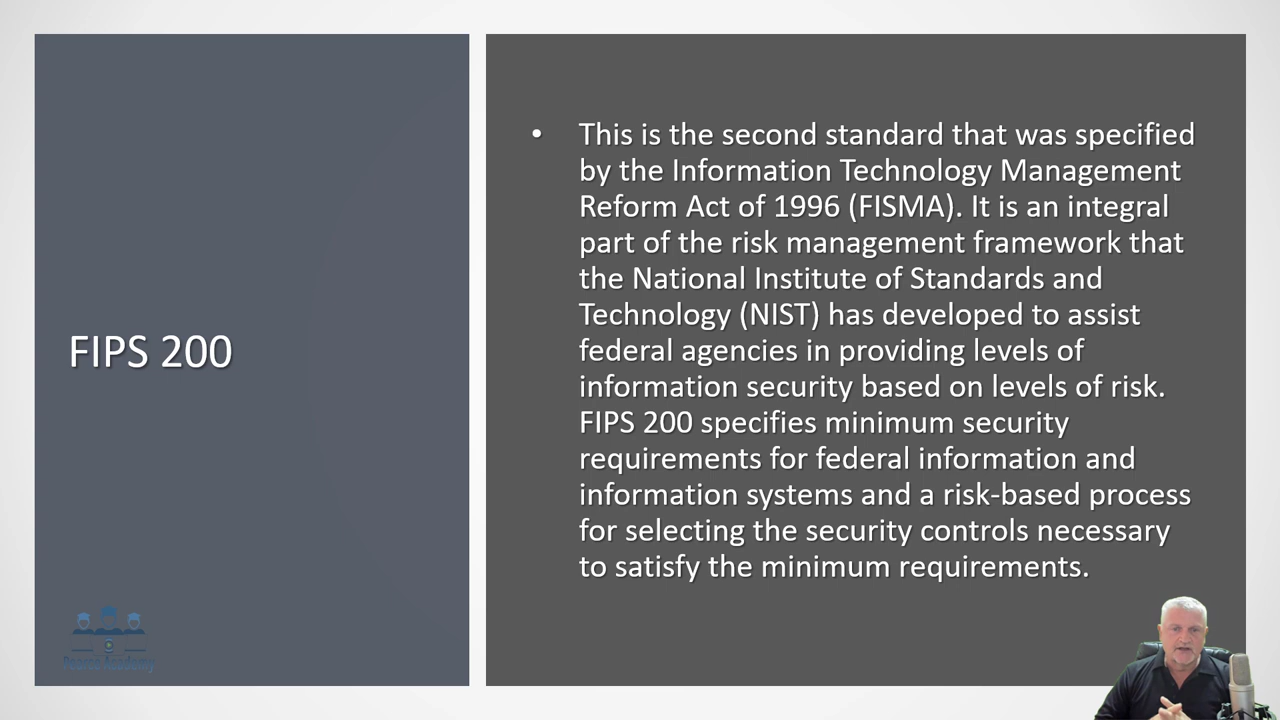 FIPS 200
• This is the second standard that was specified
by the Information Technology Management
Reform Act of 1996 (FISMA). It is an integral
part of the risk management framework that
the National Institute of Standards and
Technology (NIST) has developed to assist
federal agencies in providing levels of
information security based on levels of risk.
FIPS 200 specifies minimum security
requirements for federal information and
information systems and a risk-based process
for selecting the security controls necessary
to satisfy the minimum requirements.
Pearce Academy